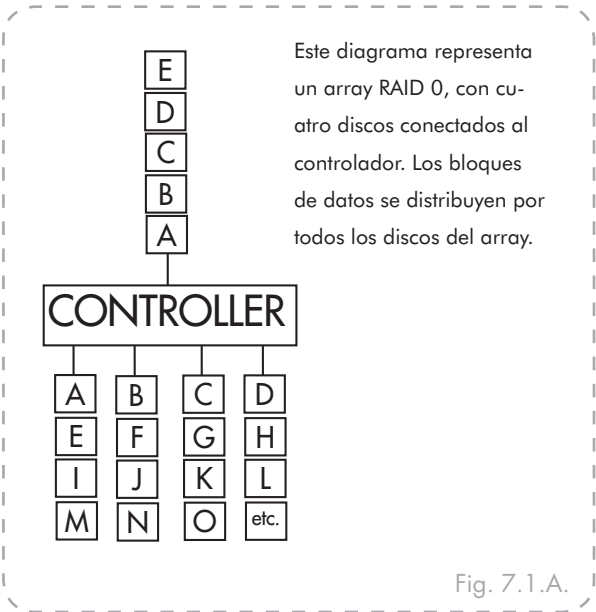 E
D
C
B
A
Este diagrama representa
un array RAID 0, con cu-
atro discos conectados al
controlador. Los bloques
de datos se distribuyen por
todos los discos del array.
CONTROLLER
A B C D
E F G H
I J K L
M N O etc.
Fig. 7.1.A.